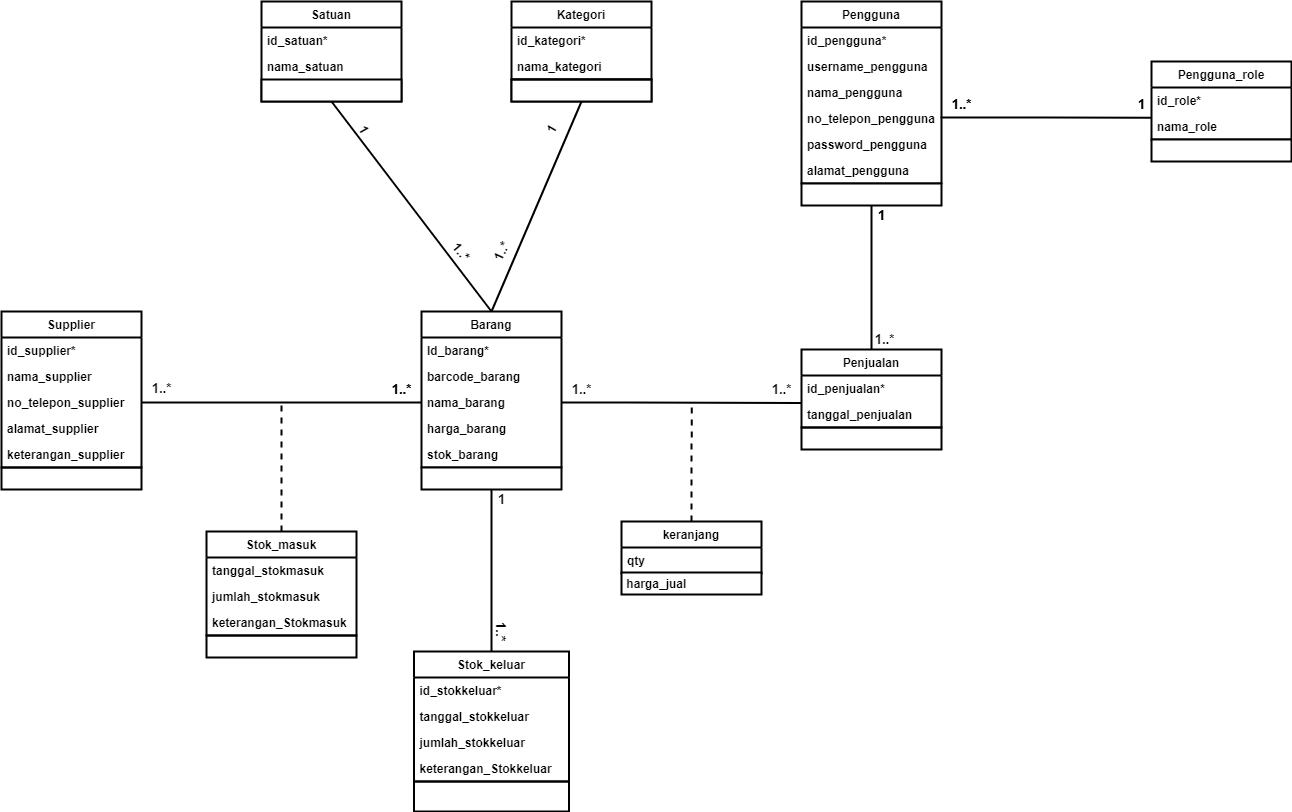 Satuan
id_satuan*
nama_satuan
Kategori
id_kategori*
nama_kategori
Pengguna
id_pengguna*
username_pengguna
nama_pengguna
no_telepon_pengguna
password_pengguna
alamat_pengguna
Pengguna_role
id_role*
nama_role
1..*
1
1
1
1..*
1..*
1
1..*
Supplier
id_supplier*
nama_supplier
no_telepon_supplier
alamat_supplier
keterangan_supplier
1..*
1..*
Barang
Id_barang*
barcode_barang
nama_barang
harga_barang
stok_barang
1..*
1..*
Penjualan
id_penjualan*
tanggal_penjualan
Stok_masuk
tanggal_stokmasuk
jumlah_stokmasuk
keterangan_Stokmasuk
1
1..*
keranjang
qty
harga_jual
Stok_keluar
id_stokkeluar*
tanggal_stokkeluar
jumlah_stokkeluar
keterangan_Stokkeluar